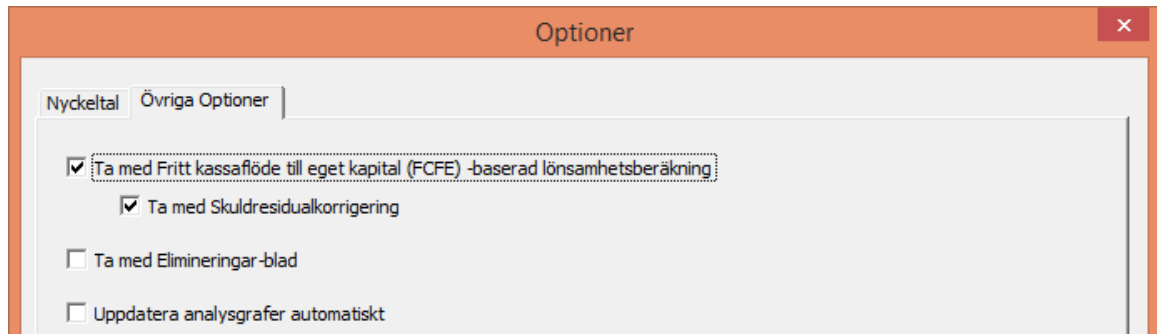 Optioner
Nyckeltal Övriga Optioner
Ta med Fritt kassaflöde till eget kapital (FCFE) -baserad lönsamhetsberäkning
Ta med Skuldresidualkorrigering
Ta med Elimineringar-blad
Uppdatera analysgrafer automatiskt